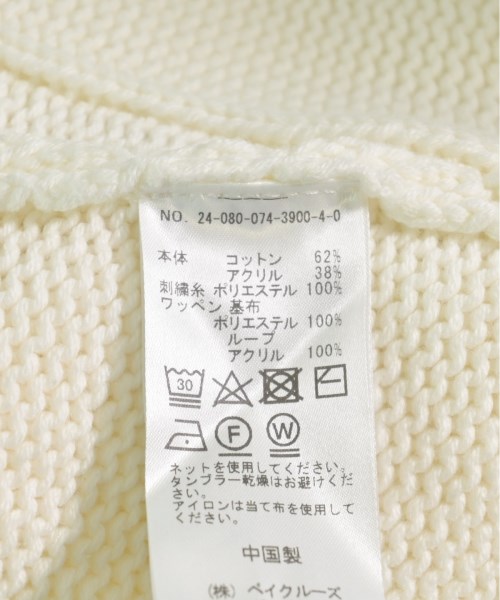 NO. 24-080-074-3900-4-0
本体 コットン 62%
アクリル 38%
刺繍糸 ポリエステル 100%
ワッペン 基布
ポリエステル 100%
ループ
アクリル 100%
30
F W
ネットを使用してください。
タンブラー乾燥はお避けくだ
さい。
アイロンは当て布を使用して
ください。
中国製
(株) ベイクルーズ